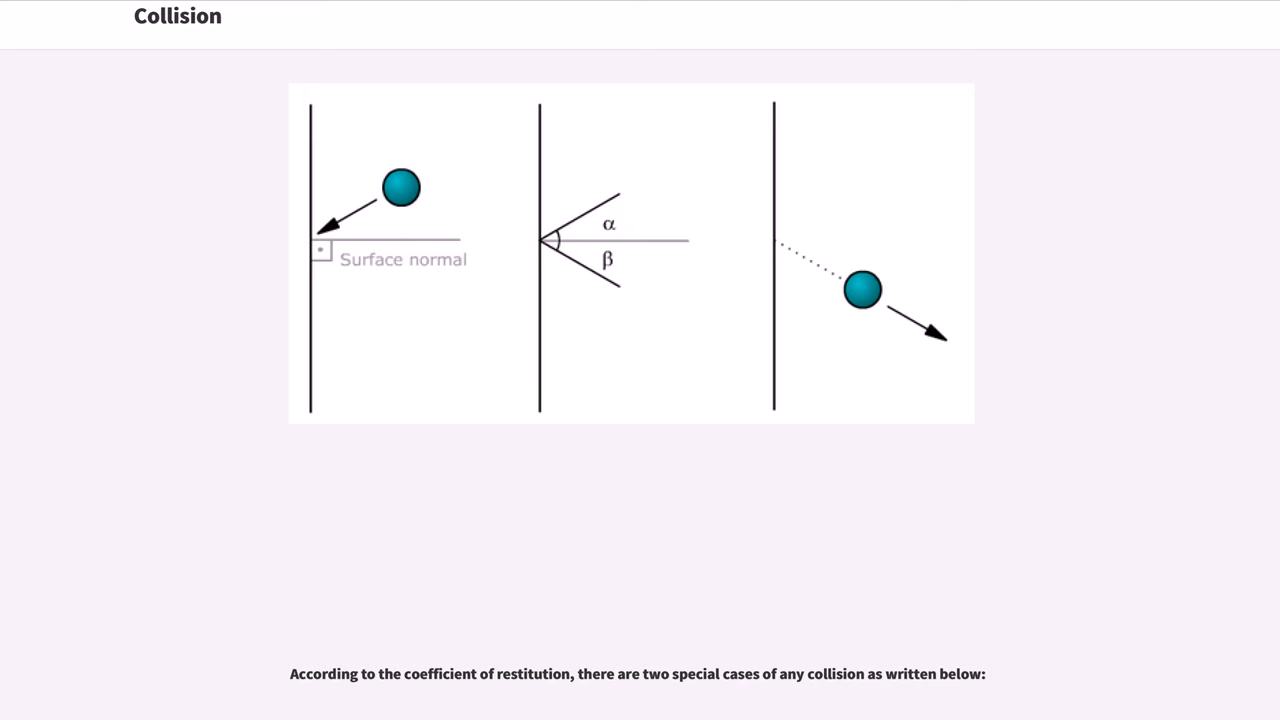 Collision
α
Surface normal
β
According to the coefficient of restitution, there are two special cases of any collision as written below: